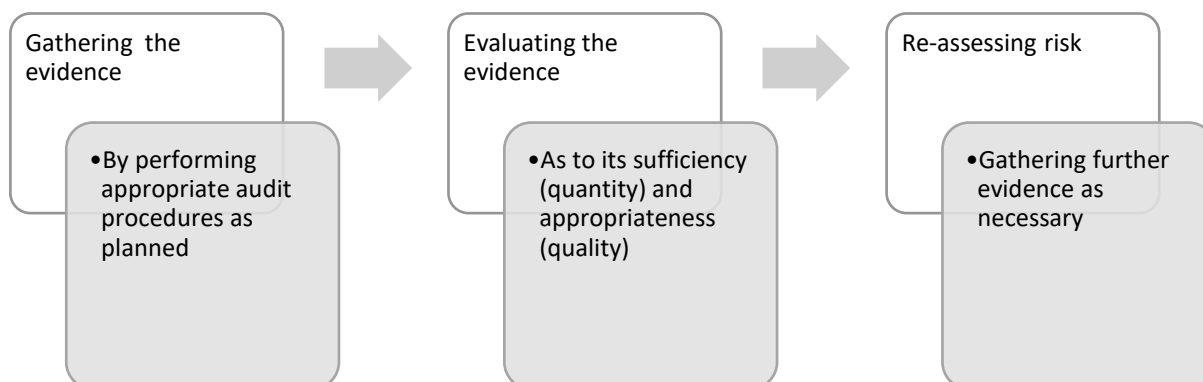 Gathering  the
evidence
•By performing
appropriate audit
procedures as
planned
Evaluating the
evidence
•As to its sufficiency
(quantity) and
appropriateness
(quality)
Re-assessing risk
•Gathering further
evidence as
necessary